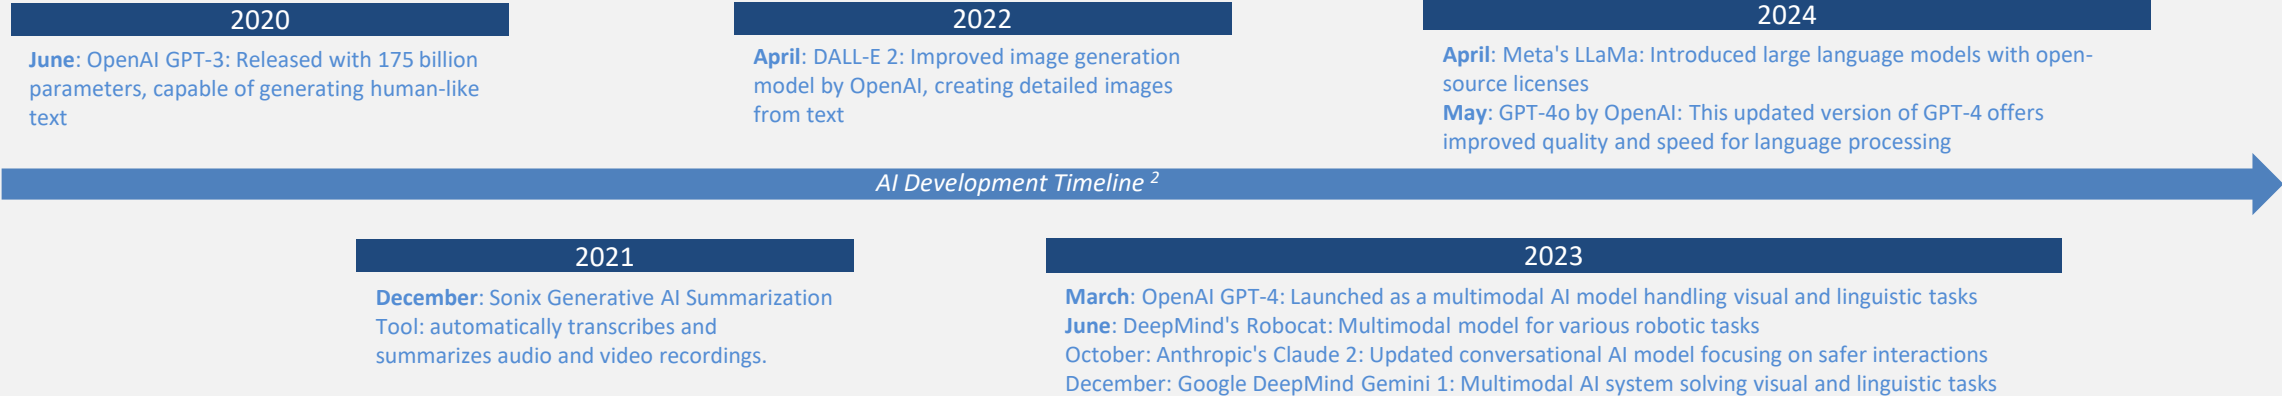 2020
June: OpenAI GPT-3: Released with 175 billion
parameters, capable of generating human-like
text
2022
April: DALL-E 2: Improved image generation
model by OpenAI, creating detailed images
from text
2024
April: Meta's LLaMa: Introduced large language models with open-
source licenses
May: GPT-4o by OpenAI: This updated version of GPT-4 offers
improved quality and speed for language processing
AI Development Timeline 2
2021
December: Sonix Generative AI Summarization
Tool: automatically transcribes and
summarizes audio and video recordings.
2023
March: OpenAI GPT-4: Launched as a multimodal AI model handling visual and linguistic tasks
June: DeepMind's Robocat: Multimodal model for various robotic tasks
October: Anthropic's Claude 2: Updated conversational AI model focusing on safer interactions
December: Google DeepMind Gemini 1: Multimodal AI system solving visual and linguistic tasks